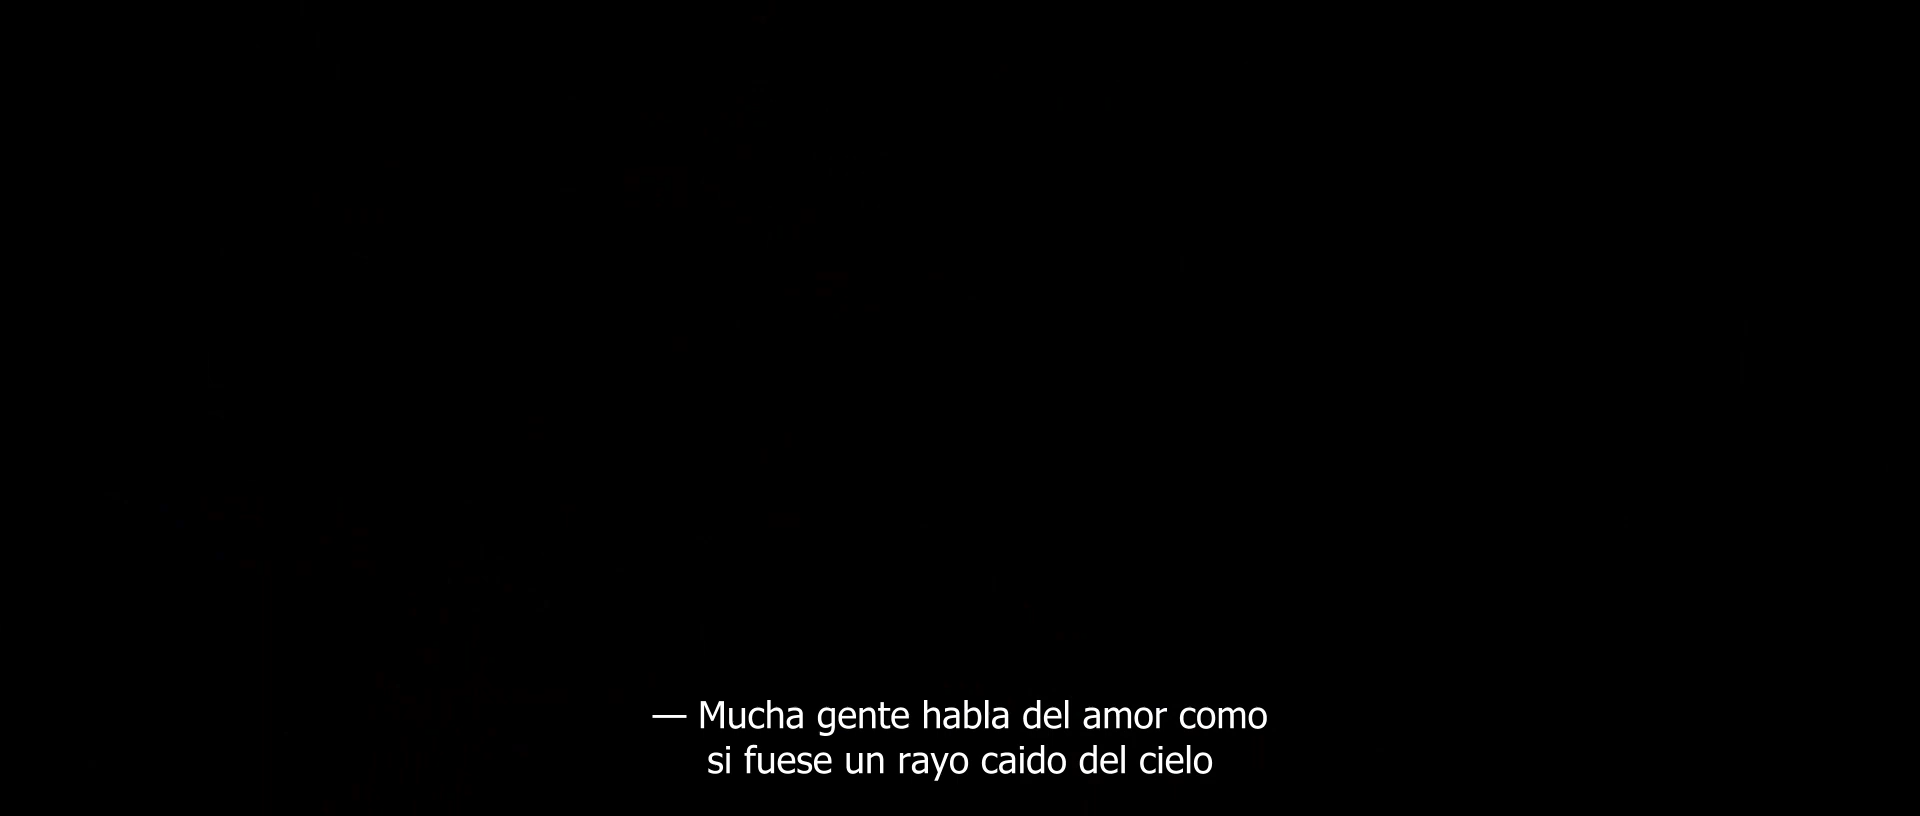 — Mucha gente habla del amor como
si fuese un rayo caido del cielo